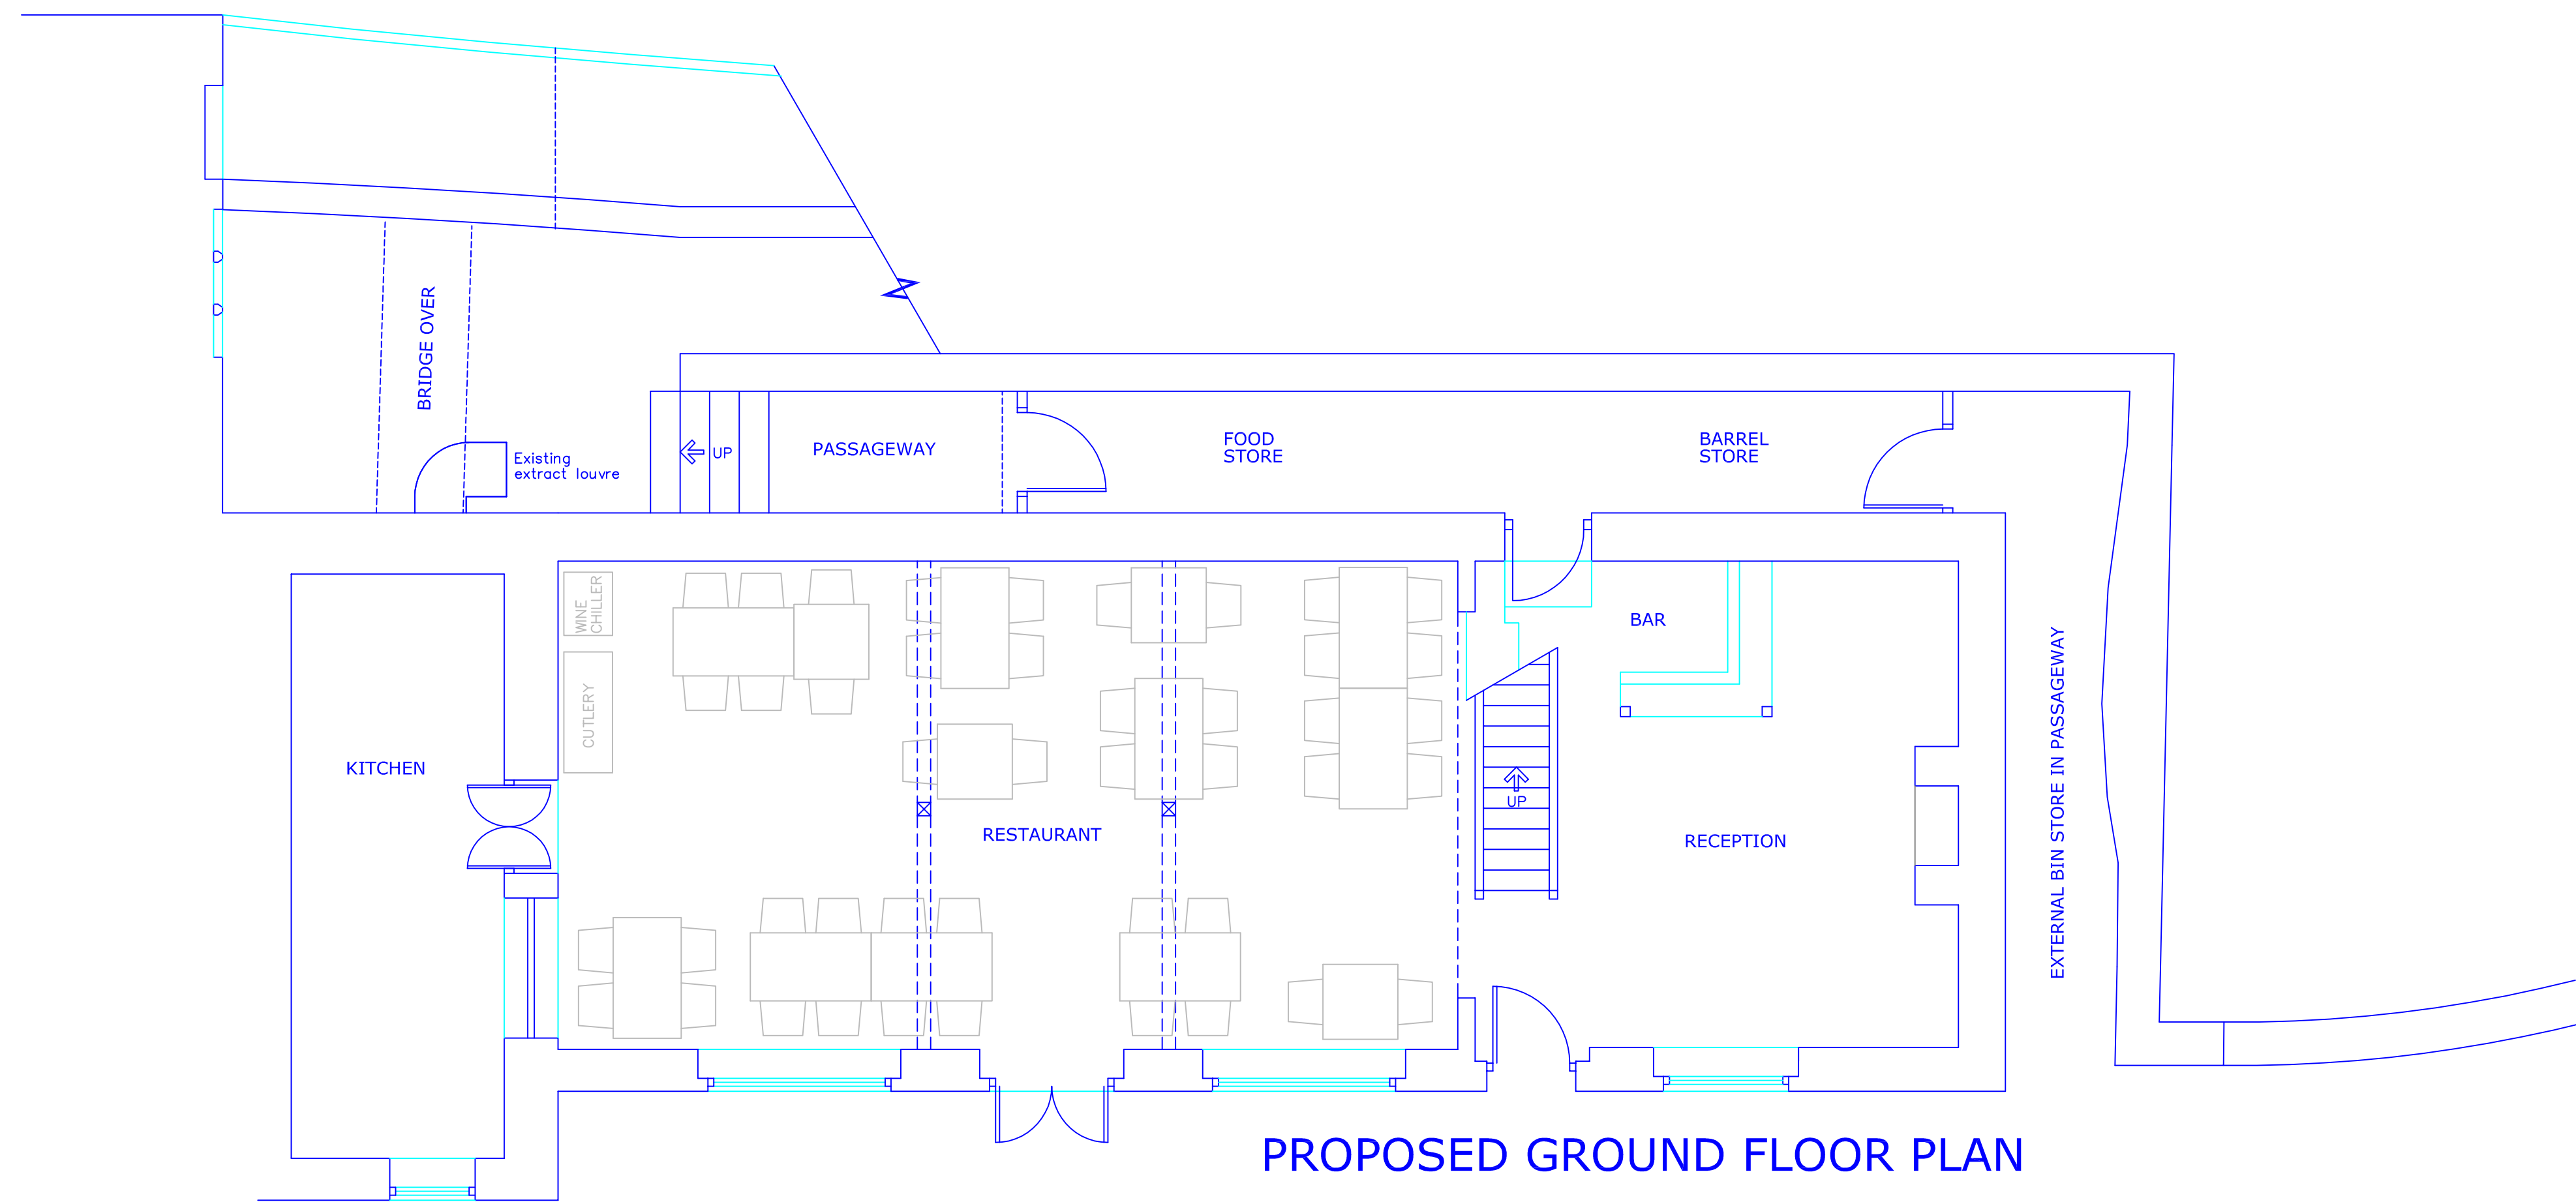 BRIDGE OVER
Existing
extract louvre
UP
PASSAGEWAY
FOOD
STORE
BARREL
STORE
WINE
CHILLER
CUTLERY
KITCHEN
RESTAURANT
BAR
UP
RECEPTION
EXTERNAL BIN STORE IN PASSAGEWAY
PROPOSED GROUND FLOOR PLAN